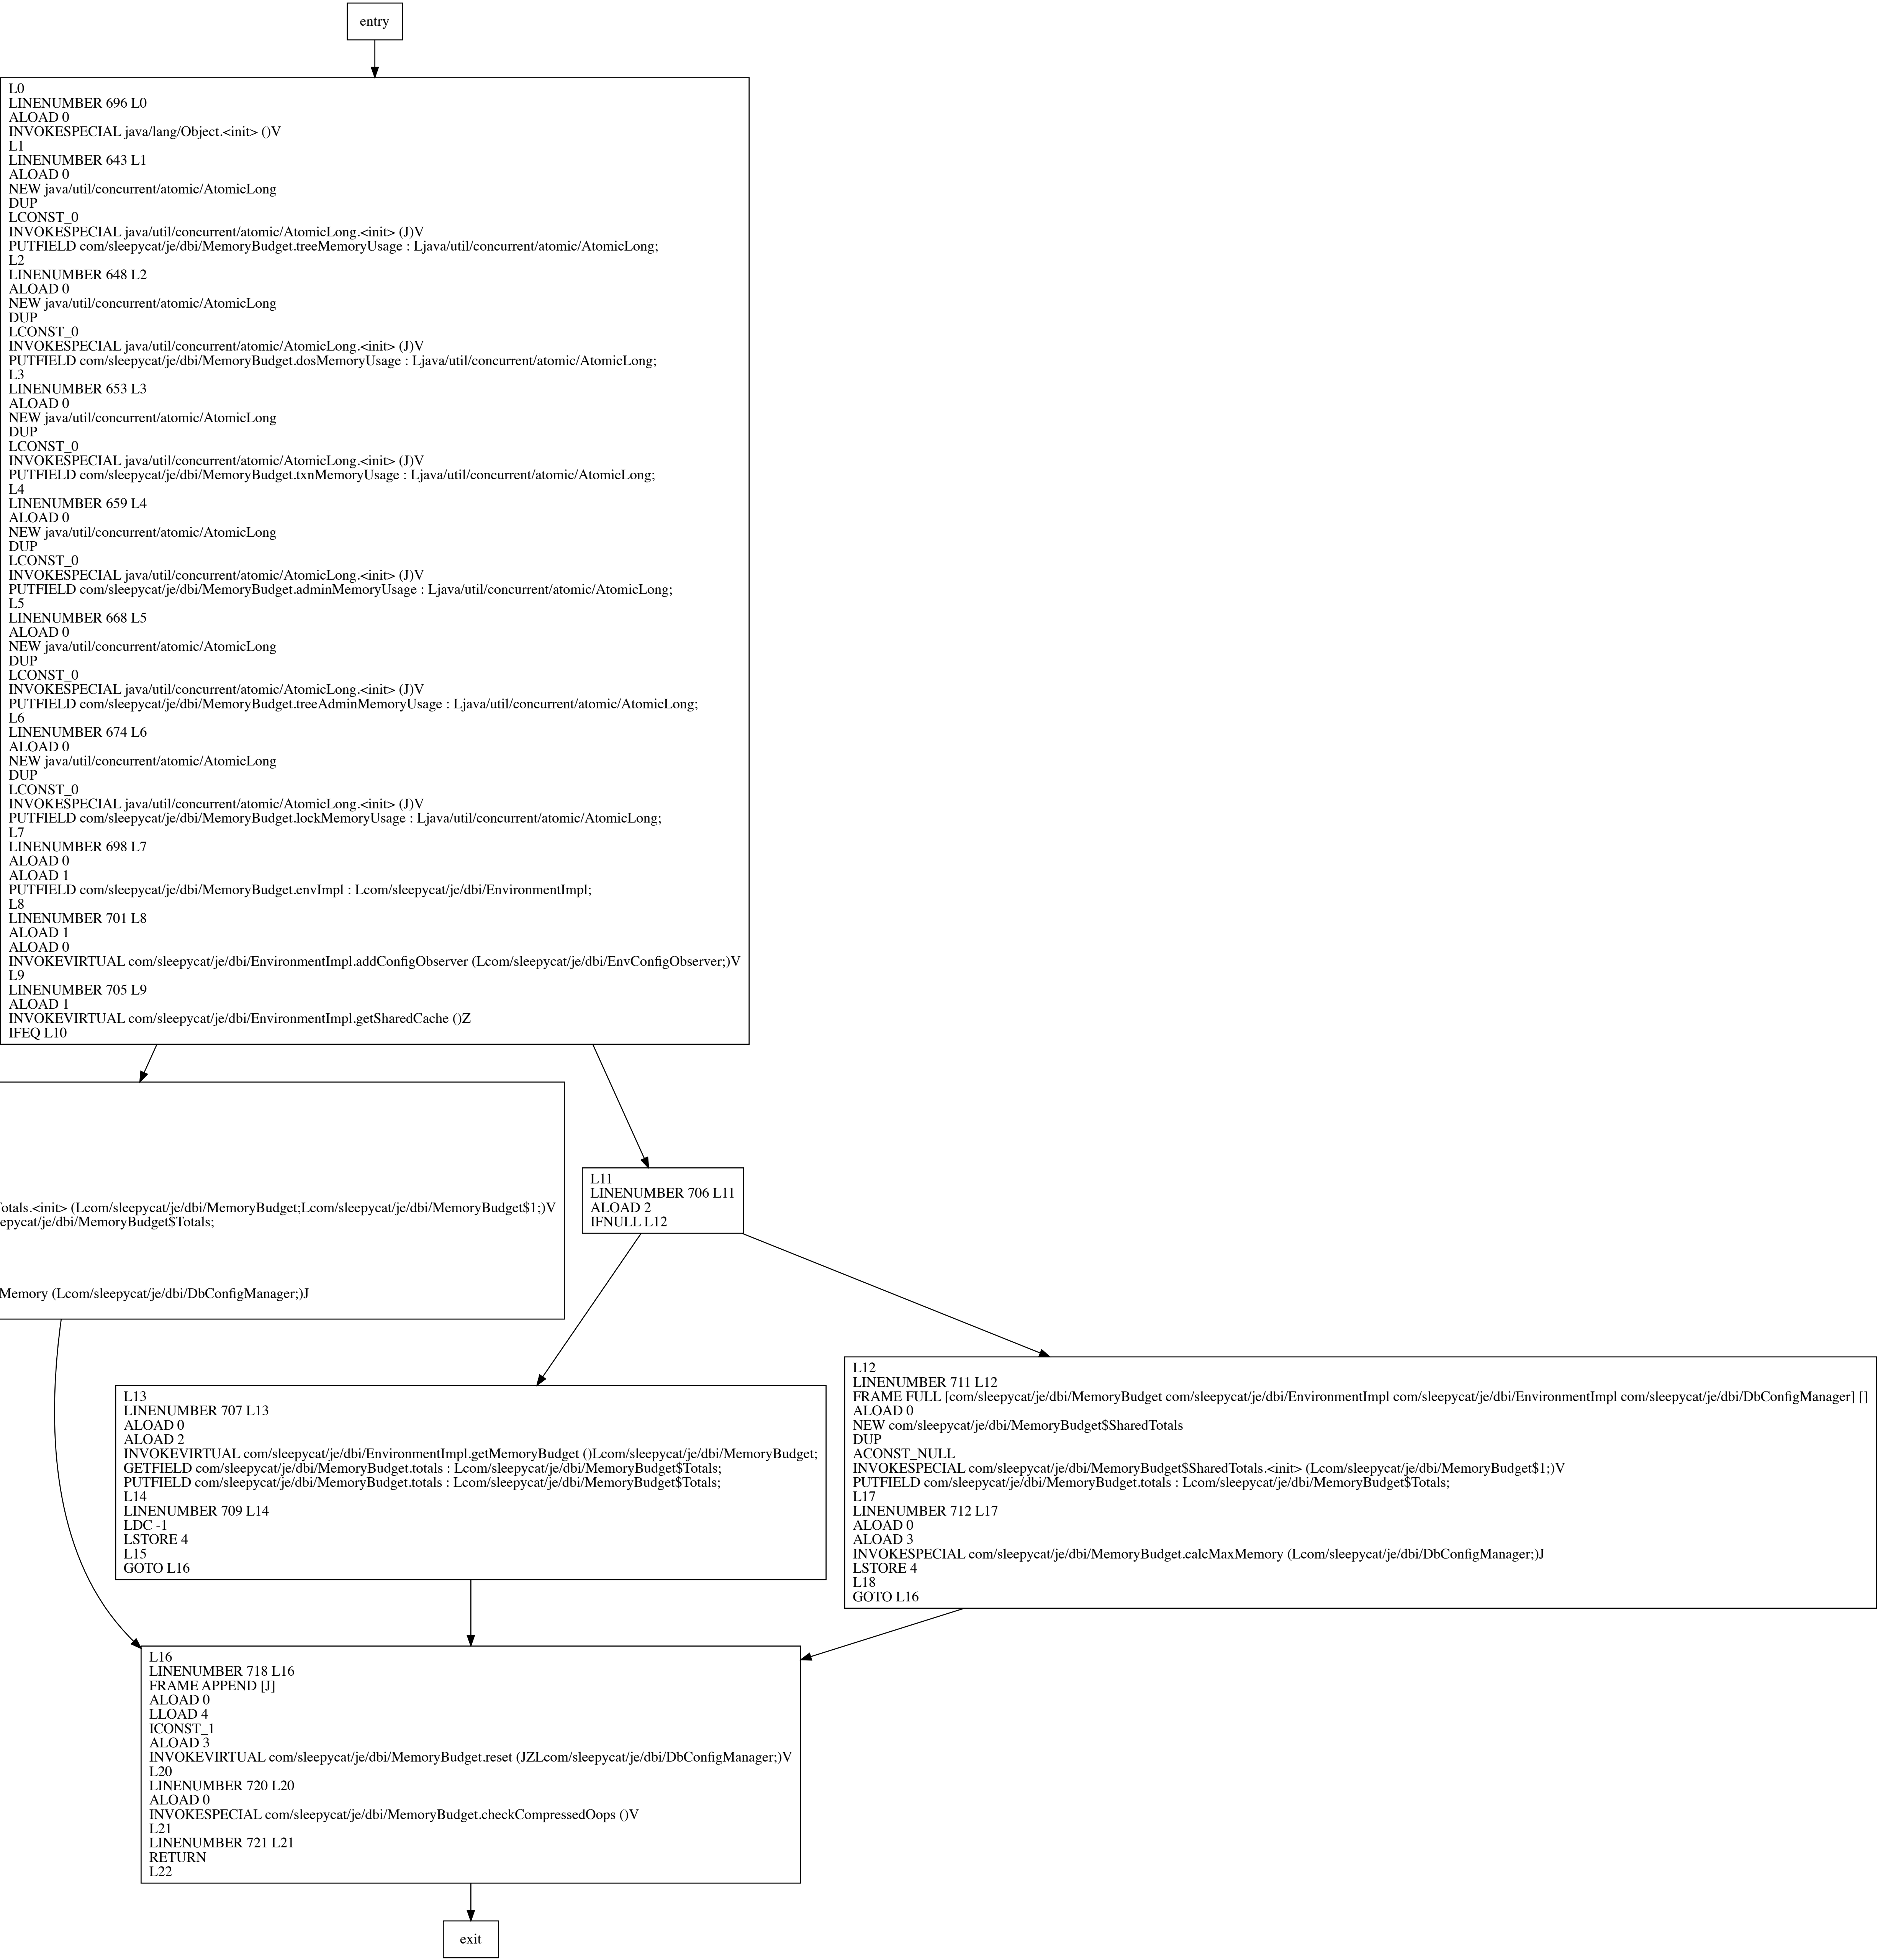 entry
L0
LINENUMBER 696 L0
ALOAD 0
INVOKESPECIAL java/lang/Object.<init> ()V
L1
LINENUMBER 643 L1
ALOAD 0
NEW java/util/concurrent/atomic/AtomicLong
DUP
LCONST_0
INVOKESPECIAL java/util/concurrent/atomic/AtomicLong.<init> (J)V
PUTFIELD com/sleepycat/je/dbi/MemoryBudget.treeMemoryUsage : Ljava/util/concurrent/atomic/AtomicLong;
L2
LINENUMBER 648 L2
ALOAD 0
NEW java/util/concurrent/atomic/AtomicLong
DUP
LCONST_0
INVOKESPECIAL java/util/concurrent/atomic/AtomicLong.<init> (J)V
PUTFIELD com/sleepycat/je/dbi/MemoryBudget.dosMemoryUsage : Ljava/util/concurrent/atomic/AtomicLong;
L3
LINENUMBER 653 L3
ALOAD 0
NEW java/util/concurrent/atomic/AtomicLong
DUP
LCONST_0
INVOKESPECIAL java/util/concurrent/atomic/AtomicLong.<init> (J)V
PUTFIELD com/sleepycat/je/dbi/MemoryBudget.txnMemoryUsage : Ljava/util/concurrent/atomic/AtomicLong;
L4
LINENUMBER 659 L4
ALOAD 0
NEW java/util/concurrent/atomic/AtomicLong
DUP
LCONST_0
INVOKESPECIAL java/util/concurrent/atomic/AtomicLong.<init> (J)V
PUTFIELD com/sleepycat/je/dbi/MemoryBudget.adminMemoryUsage : Ljava/util/concurrent/atomic/AtomicLong;
L5
LINENUMBER 668 L5
ALOAD 0
NEW java/util/concurrent/atomic/AtomicLong
DUP
LCONST_0
INVOKESPECIAL java/util/concurrent/atomic/AtomicLong.<init> (J)V
PUTFIELD com/sleepycat/je/dbi/MemoryBudget.treeAdminMemoryUsage : Ljava/util/concurrent/atomic/AtomicLong;
L6
LINENUMBER 674 L6
ALOAD 0
NEW java/util/concurrent/atomic/AtomicLong
DUP
LCONST_0
INVOKESPECIAL java/util/concurrent/atomic/AtomicLong.<init> (J)V
PUTFIELD com/sleepycat/je/dbi/MemoryBudget.lockMemoryUsage : Ljava/util/concurrent/atomic/AtomicLong;
L7
LINENUMBER 698 L7
ALOAD 0
ALOAD 1
PUTFIELD com/sleepycat/je/dbi/MemoryBudget.envImpl : Lcom/sleepycat/je/dbi/EnvironmentImpl;
L8
LINENUMBER 701 L8
ALOAD 1
ALOAD 0
INVOKEVIRTUAL com/sleepycat/je/dbi/EnvironmentImpl.addConfigObserver (Lcom/sleepycat/je/dbi/EnvConfigObserver;)V
L9
LINENUMBER 705 L9
ALOAD 1
INVOKEVIRTUAL com/sleepycat/je/dbi/EnvironmentImpl.getSharedCache ()Z
IFEQ L10
otals.<init> (Lcom/sleepycat/je/dbi/MemoryBudget;Lcom/sleepycat/je/dbi/MemoryBudget$1;)V
epycat/je/dbi/MemoryBudget$Totals;
Memory (Lcom/sleepycat/je/dbi/DbConfigManager;)J
L11
LINENUMBER 706 L11
ALOAD 2
IFNULL L12
L13
LINENUMBER 707 L13
ALOAD 0
ALOAD 2
INVOKEVIRTUAL com/sleepycat/je/dbi/EnvironmentImpl.getMemoryBudget ()Lcom/sleepycat/je/dbi/MemoryBudget;
GETFIELD com/sleepycat/je/dbi/MemoryBudget.totals : Lcom/sleepycat/je/dbi/MemoryBudget$Totals;
PUTFIELD com/sleepycat/je/dbi/MemoryBudget.totals : Lcom/sleepycat/je/dbi/MemoryBudget$Totals;
L14
LINENUMBER 709 L14
LDC -1
LSTORE 4
L15
GOTO L16
L12
LINENUMBER 711 L12
FRAME FULL [com/sleepycat/je/dbi/MemoryBudget com/sleepycat/je/dbi/EnvironmentImpl com/sleepycat/je/dbi/EnvironmentImpl com/sleepycat/je/dbi/DbConfigManager] []
ALOAD 0
NEW com/sleepycat/je/dbi/MemoryBudget$SharedTotals
DUP
ACONST_NULL
INVOKESPECIAL com/sleepycat/je/dbi/MemoryBudget$SharedTotals.<init> (Lcom/sleepycat/je/dbi/MemoryBudget$1;)V
PUTFIELD com/sleepycat/je/dbi/MemoryBudget.totals : Lcom/sleepycat/je/dbi/MemoryBudget$Totals;
L17
LINENUMBER 712 L17
ALOAD 0
ALOAD 3
INVOKESPECIAL com/sleepycat/je/dbi/MemoryBudget.calcMaxMemory (Lcom/sleepycat/je/dbi/DbConfigManager;)J
LSTORE 4
L18
GOTO L16
L16
LINENUMBER 718 L16
FRAME APPEND [J]
ALOAD 0
LLOAD 4
ICONST_1
ALOAD 3
INVOKEVIRTUAL com/sleepycat/je/dbi/MemoryBudget.reset (JZLcom/sleepycat/je/dbi/DbConfigManager;)V
L20
LINENUMBER 720 L20
ALOAD 0
INVOKESPECIAL com/sleepycat/je/dbi/MemoryBudget.checkCompressedOops ()V
L21
LINENUMBER 721 L21
RETURN
L22
exit